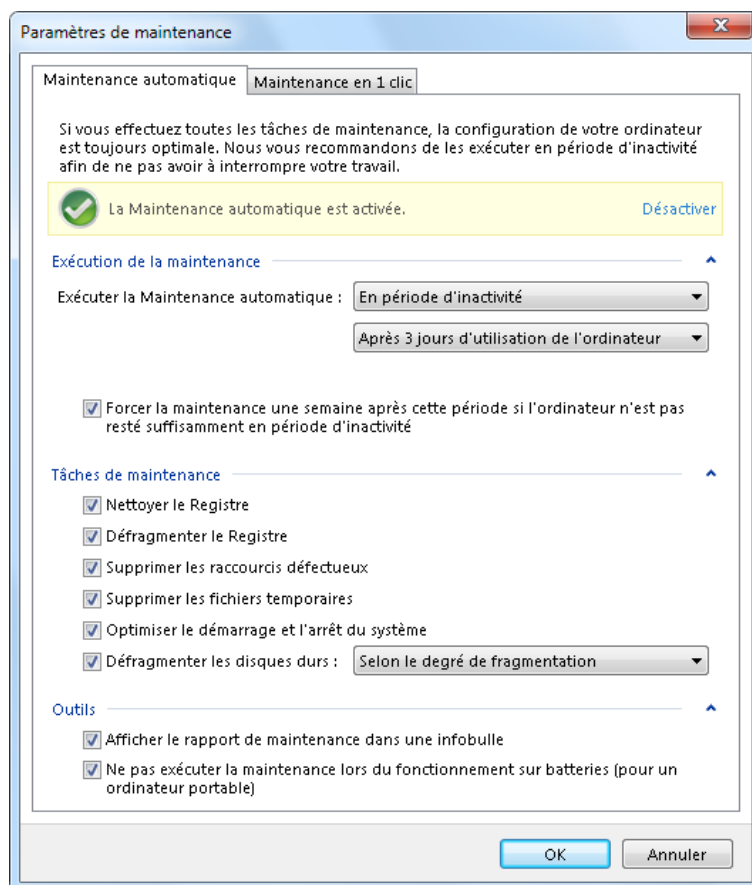 Paramètres de maintenance
Maintenance automatique
Maintenance en 1 clic
Si vous effectuez toutes les tâches de maintenance, la configuration de votre ordinateur
est toujours optimale. Nous vous recommandons de les exécuter en période d'inactivité
afin de ne pas avoir à interrompre votre travail.
La Maintenance automatique est activée.
Désactiver
Exécution de la maintenance
Exécuter la Maintenance automatique :
En période d'inactivité
Après 3 jours d'utilisation de l'ordinateur
Forcer la maintenance une semaine après cette période si l'ordinateur n'est pas
resté suffisamment en période d'inactivité
Tâches de maintenance
Nettoyer le Registre
Défragmenter le Registre
Supprimer les raccourcis défectueux
Supprimer les fichiers temporaires
Optimiser le démarrage et l'arrêt du système
Défragmenter les disques durs :
Selon le degré de fragmentation
Outils
Afficher le rapport de maintenance dans une infobulle
Ne pas exécuter la maintenance lors du fonctionnement sur batteries (pour un
ordinateur portable)
OK
Annuler